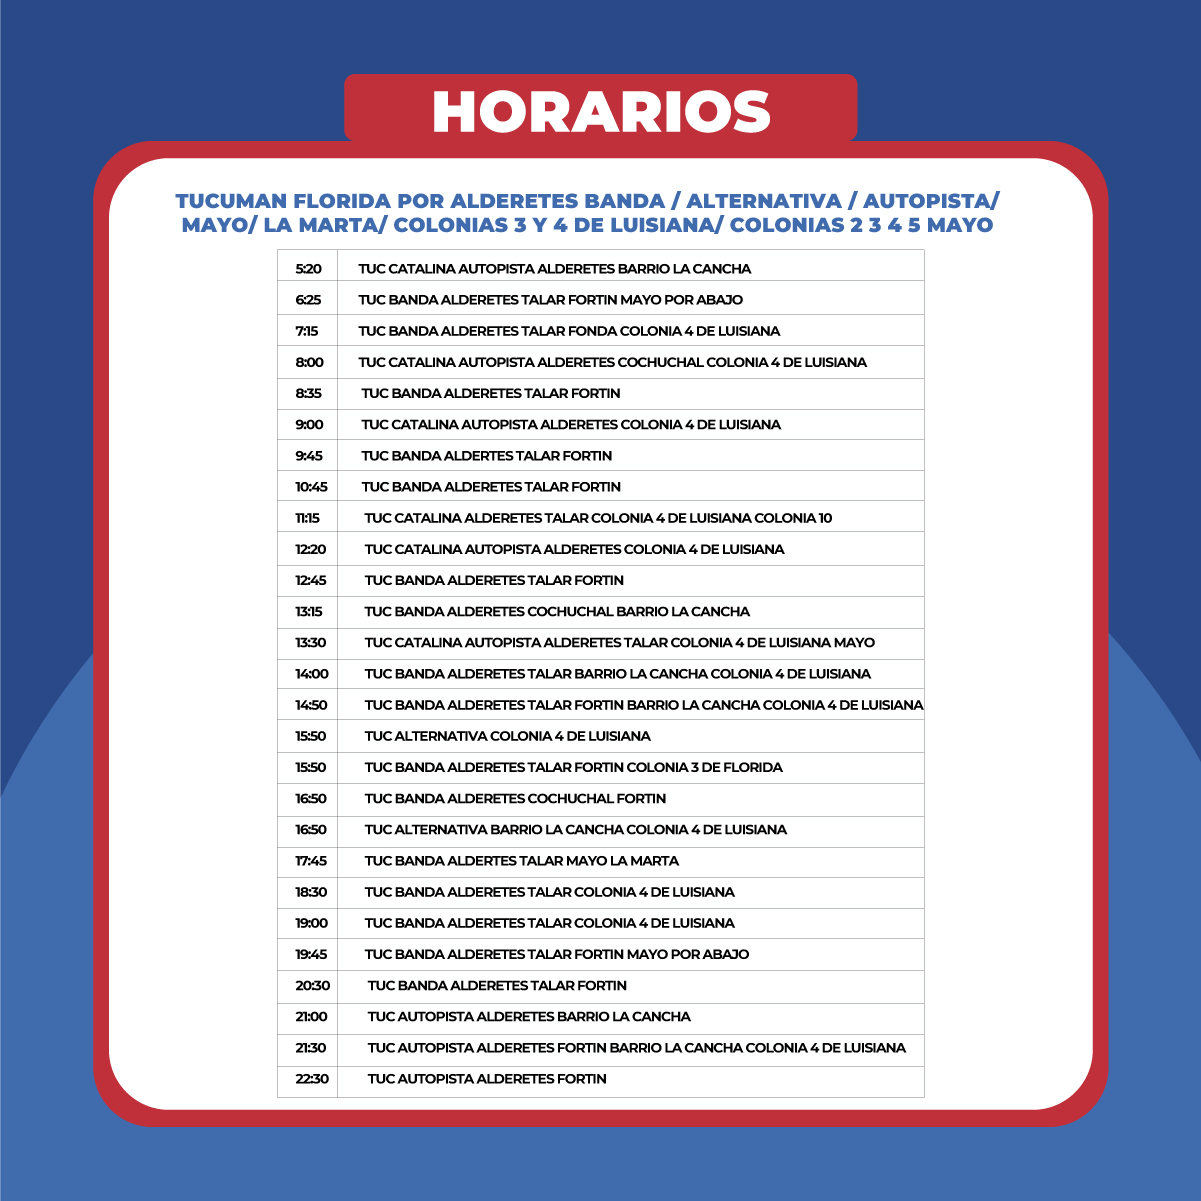 HORARIOS
TUCUMAN FLORIDA POR ALDERETES BANDA / ALTERNATIVA / AUTOPISTA/
MAYO/ LA MARTA/ COLONIAS 3 Y 4 DE LUISIANA/ COLONIAS 2 3 4 5 MAYO
5:20 TUC CATALINA AUTOPISTA ALDERETES BARRIO LA CANCHA
6:25 TUC BANDA ALDERETES TALAR FORTIN MAYO POR ABAJO
7:15 TUC BANDA ALDERETES TALAR FONDA COLONIA 4 DE LUISIANA
8:00 TUC CATALINA AUTOPISTA ALDERETES COCHUCHAL COLONIA 4 DE LUISIANA
8:35 TUC BANDA ALDERETES TALAR FORTIN
9:00 TUC CATALINA AUTOPISTA ALDERETES COLONIA 4 DE LUISIANA
9:45 TUC BANDA ALDERTES TALAR FORTIN
10:45 TUC BANDA ALDERETES TALAR FORTIN
11:15 TUC CATALINA ALDERETES TALAR COLONIA 4 DE LUISIANA COLONIA 10
12:20 TUC CATALINA AUTOPISTA ALDERETES COLONIA 4 DE LUISIANA
12:45 TUC BANDA ALDERETES TALAR FORTIN
13:15 TUC BANDA ALDERETES COCHUCHAL BARRIO LA CANCHA
13:30 TUC CATALINA AUTOPISTA ALDERETES TALAR COLONIA 4 DE LUISIANA MAYO
14:00 TUC BANDA ALDERETES TALAR BARRIO LA CANCHA COLONIA 4 DE LUISIANA
14:50 TUC BANDA ALDERETES TALAR FORTIN BARRIO LA CANCHA COLONIA 4 DE LUISIANA
15:50 TUC ALTERNATIVA COLONIA 4 DE LUISIANA
15:50 TUC BANDA ALDERETES TALAR FORTIN COLONIA 3 DE FLORIDA
16:50 TUC BANDA ALDERETES COCHUCHAL FORTIN
16:50 TUC ALTERNATIVA BARRIO LA CANCHA COLONIA 4 DE LUISIANA
17:45 TUC BANDA ALDERTES TALAR MAYO LA MARTA
18:30 TUC BANDA ALDERETES TALAR COLONIA 4 DE LUISIANA
19:00 TUC BANDA ALDERETES TALAR COLONIA 4 DE LUISIANA
19:45 TUC BANDA ALDERETES TALAR FORTIN MAYO POR ABAJO
20:30 TUC BANDA ALDERETES TALAR FORTIN
21:00 TUC AUTOPISTA ALDERETES BARRIO LA CANCHA
21:30 TUC AUTOPISTA ALDERETES FORTIN BARRIO LA CANCHA COLONIA 4 DE LUISIANA
22:30 TUC AUTOPISTA ALDERETES FORTIN